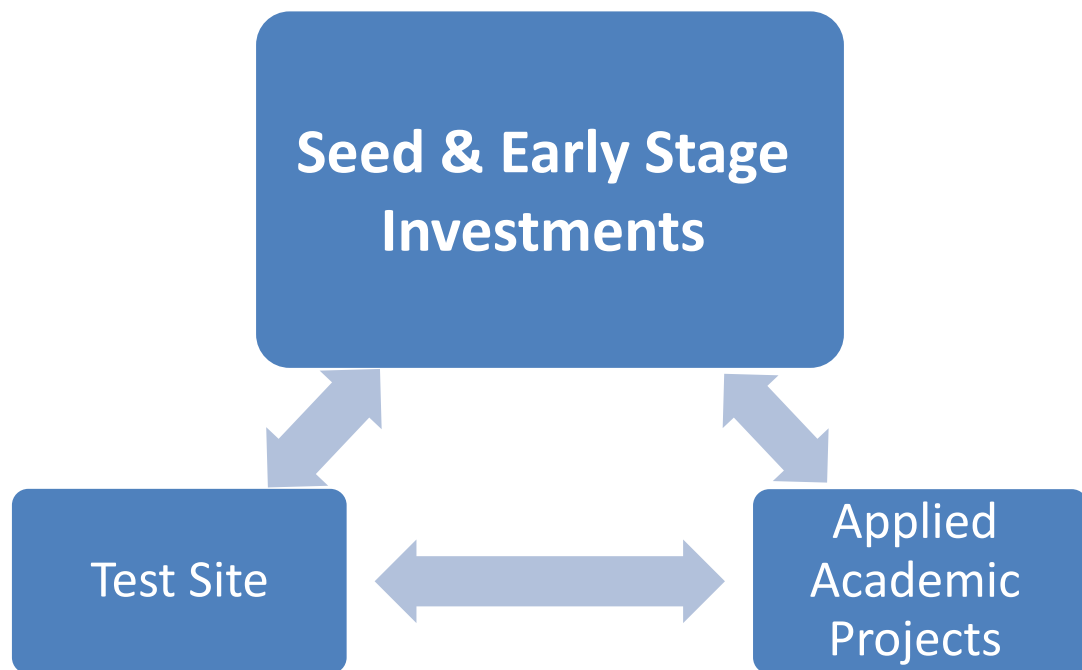 Seed & Early Stage
Investments
Test Site
Applied
Academic
Projects